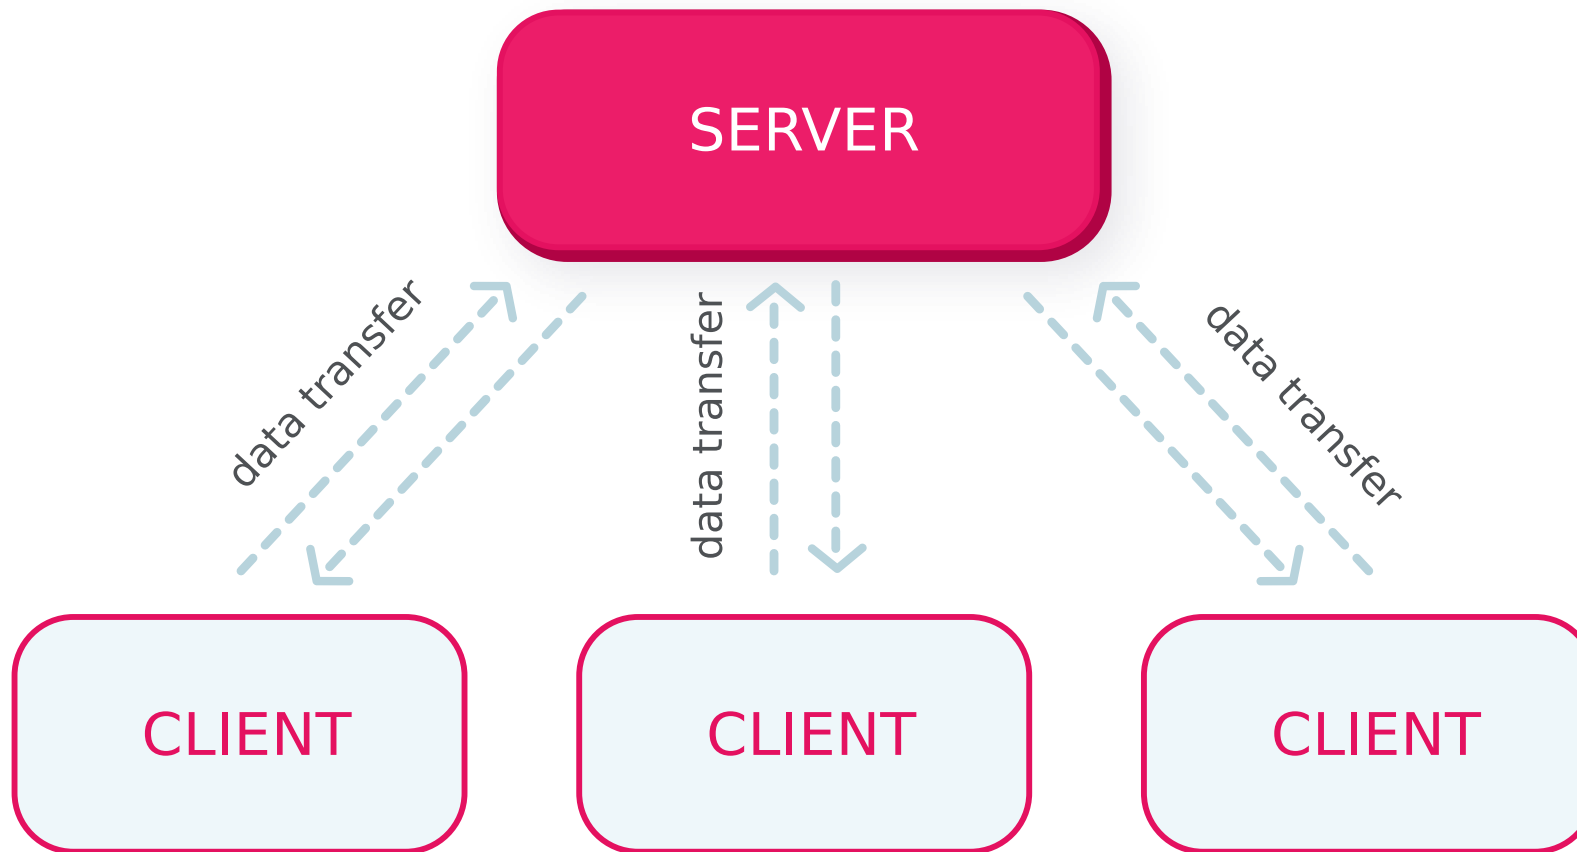 SERVER
data transfer
data transfer
data transfer
CLIENT
CLIENT
CLIENT